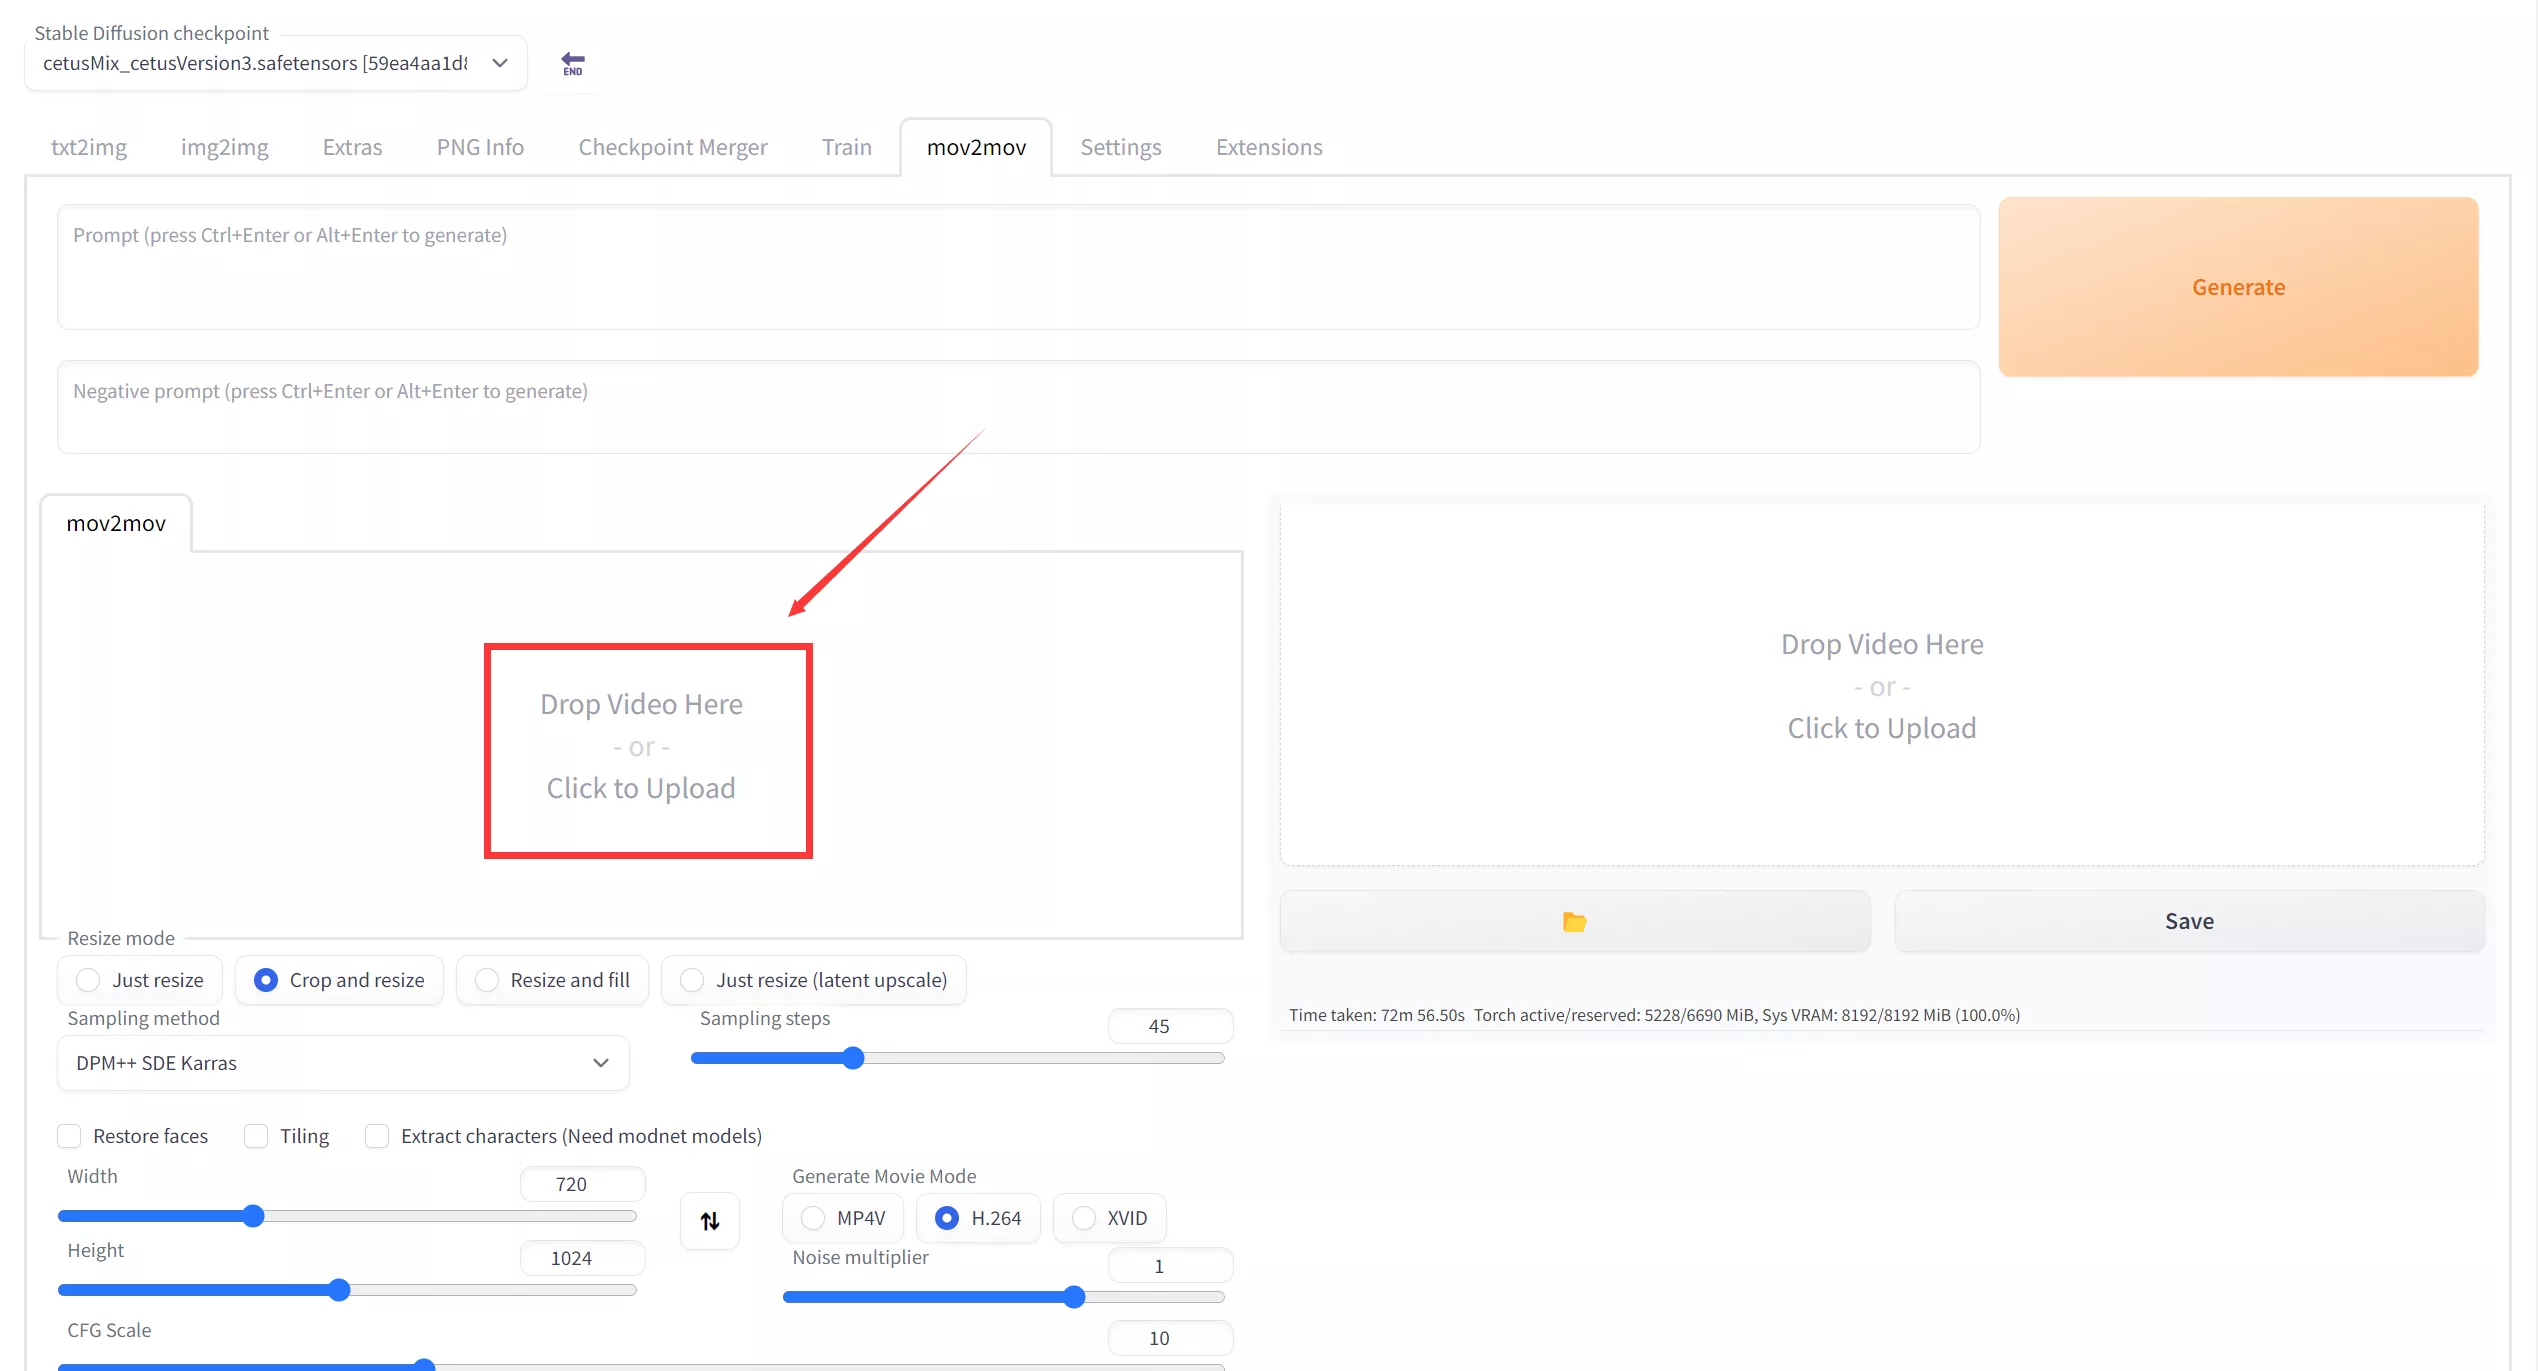 Stable Diffusion checkpoint
cetusMix_cetusVersion3.safetensors [59ea4aa1d8
END
txt2img img2img Extras PNG Info Checkpoint Merger Train mov2mov Settings Extensions
Prompt (press Ctrl+Enter or Alt+Enter to generate)
Generate
Negative prompt (press Ctrl+Enter or Alt+Enter to generate)
mov2mov
Drop Video Here
- or -
Click to Upload
Drop Video Here
- or -
Click to Upload
Save
Time taken: 72m 56.50s Torch active/reserved: 5228/6690 MiB, Sys VRAM: 8192/8192 MiB (100.0%)
Resize mode
Just resize Crop and resize Resize and fill Just resize (latent upscale)
Sampling method
DPM++ SDE Karras
Sampling steps 45
Restore faces Tiling Extract characters (Need modnet models)
Width 720
Height 1024
Generate Movie Mode
MP4V H.264 XVID
Noise multiplier 1
CFG Scale 10